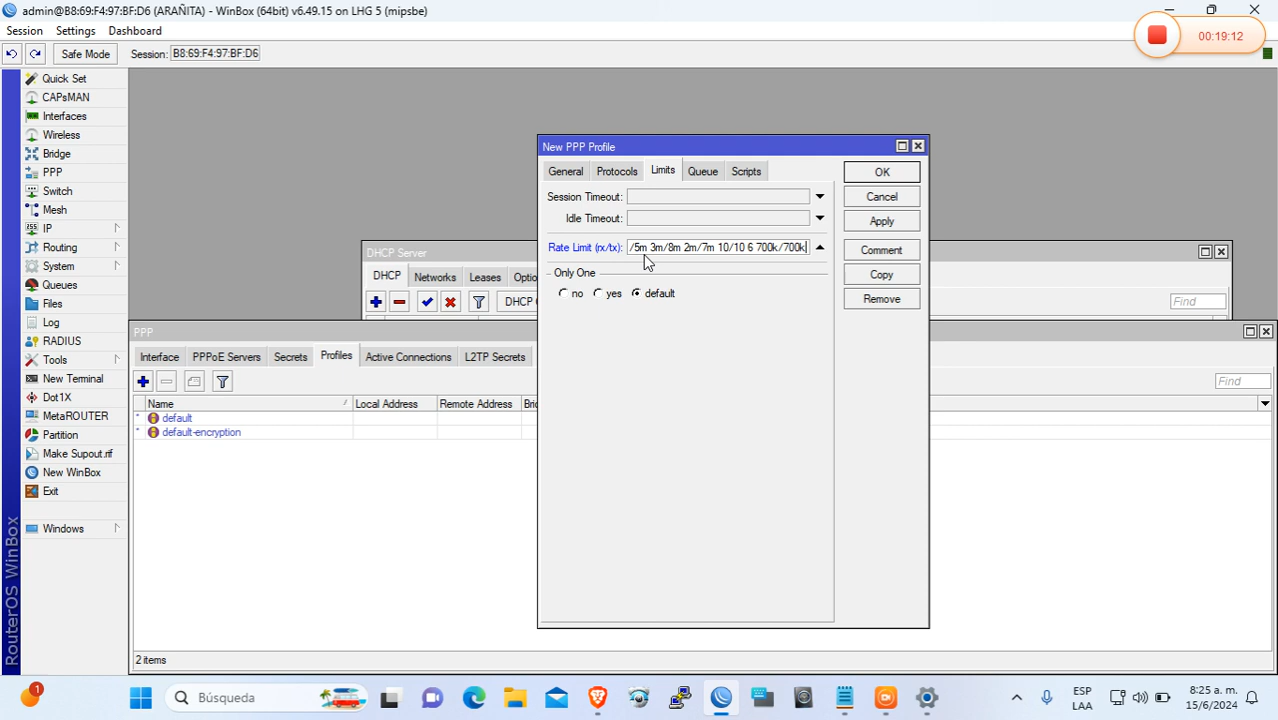 admin@B8:69:F4:97:BF:D6 (ARAÑITA) - WinBox (64bit) v6.49.15 on LHG 5 (mipsbe)
Session Settings Dashboard
Safe Mode Session: B8:69:F4:97:BF:D6
00:19:12
Quick Set
CAPsMAN
Interfaces
Wireless
Bridge
PPP
Switch
Mesh
IP
Routing
System
Queues
Files
Log
RADIUS
Tools
New Terminal
Dot1X
MetaROUTER
Partition
Make Supout.rif
New WinBox
Exit
Windows
RouterOS WinBox
DHCP Server
DHCP Networks Leases
Find
New PPP Profile
General Protocols Limits Queue Scripts
Session Timeout:
Idle Timeout:
Rate Limit (rx/tx): /5m 3m/8m 2m/7m 10/10 6 700k/700k
Only One
no yes default
OK
Cancel
Apply
Comment
Copy
Remove
PPP
Interface PPPoE Servers Secrets Profiles Active Connections L2TP Secrets
Find
Name Local Address Remote Address
* default
* default-encryption
2 items
1
Búsqueda
ESP
LAA
8:25 a. m.
15/6/2024